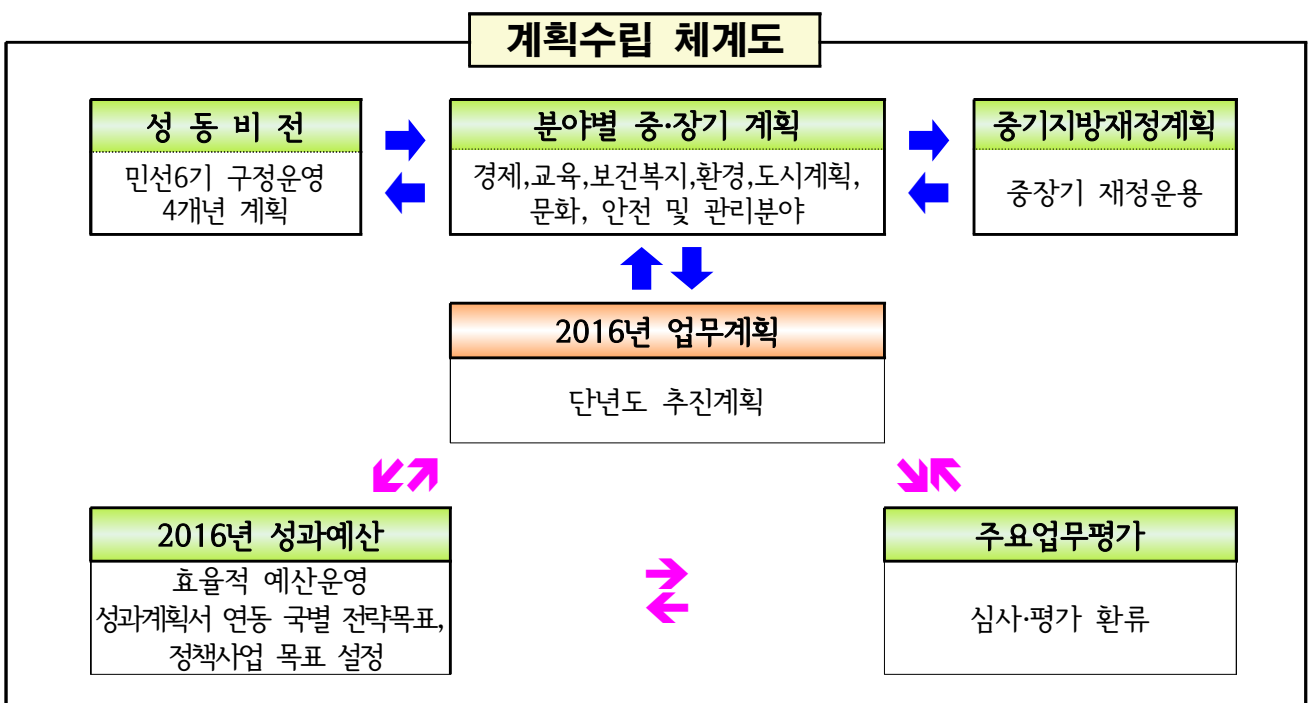 계획수립 체계도
성 동 비 전
민선6기 구정운영
4개년 계획
분야별 중·장기 계획
경제,교육,보건복지,환경,도시계획,
문화, 안전 및 관리분야
중기지방재정계획
중장기 재정운용
2016년 업무계획
단년도 추진계획
2016년 성과예산
효율적 예산운영
성과계획서 연동 국별 전략목표,
정책사업 목표 설정
주요업무평가
심사·평가 환류